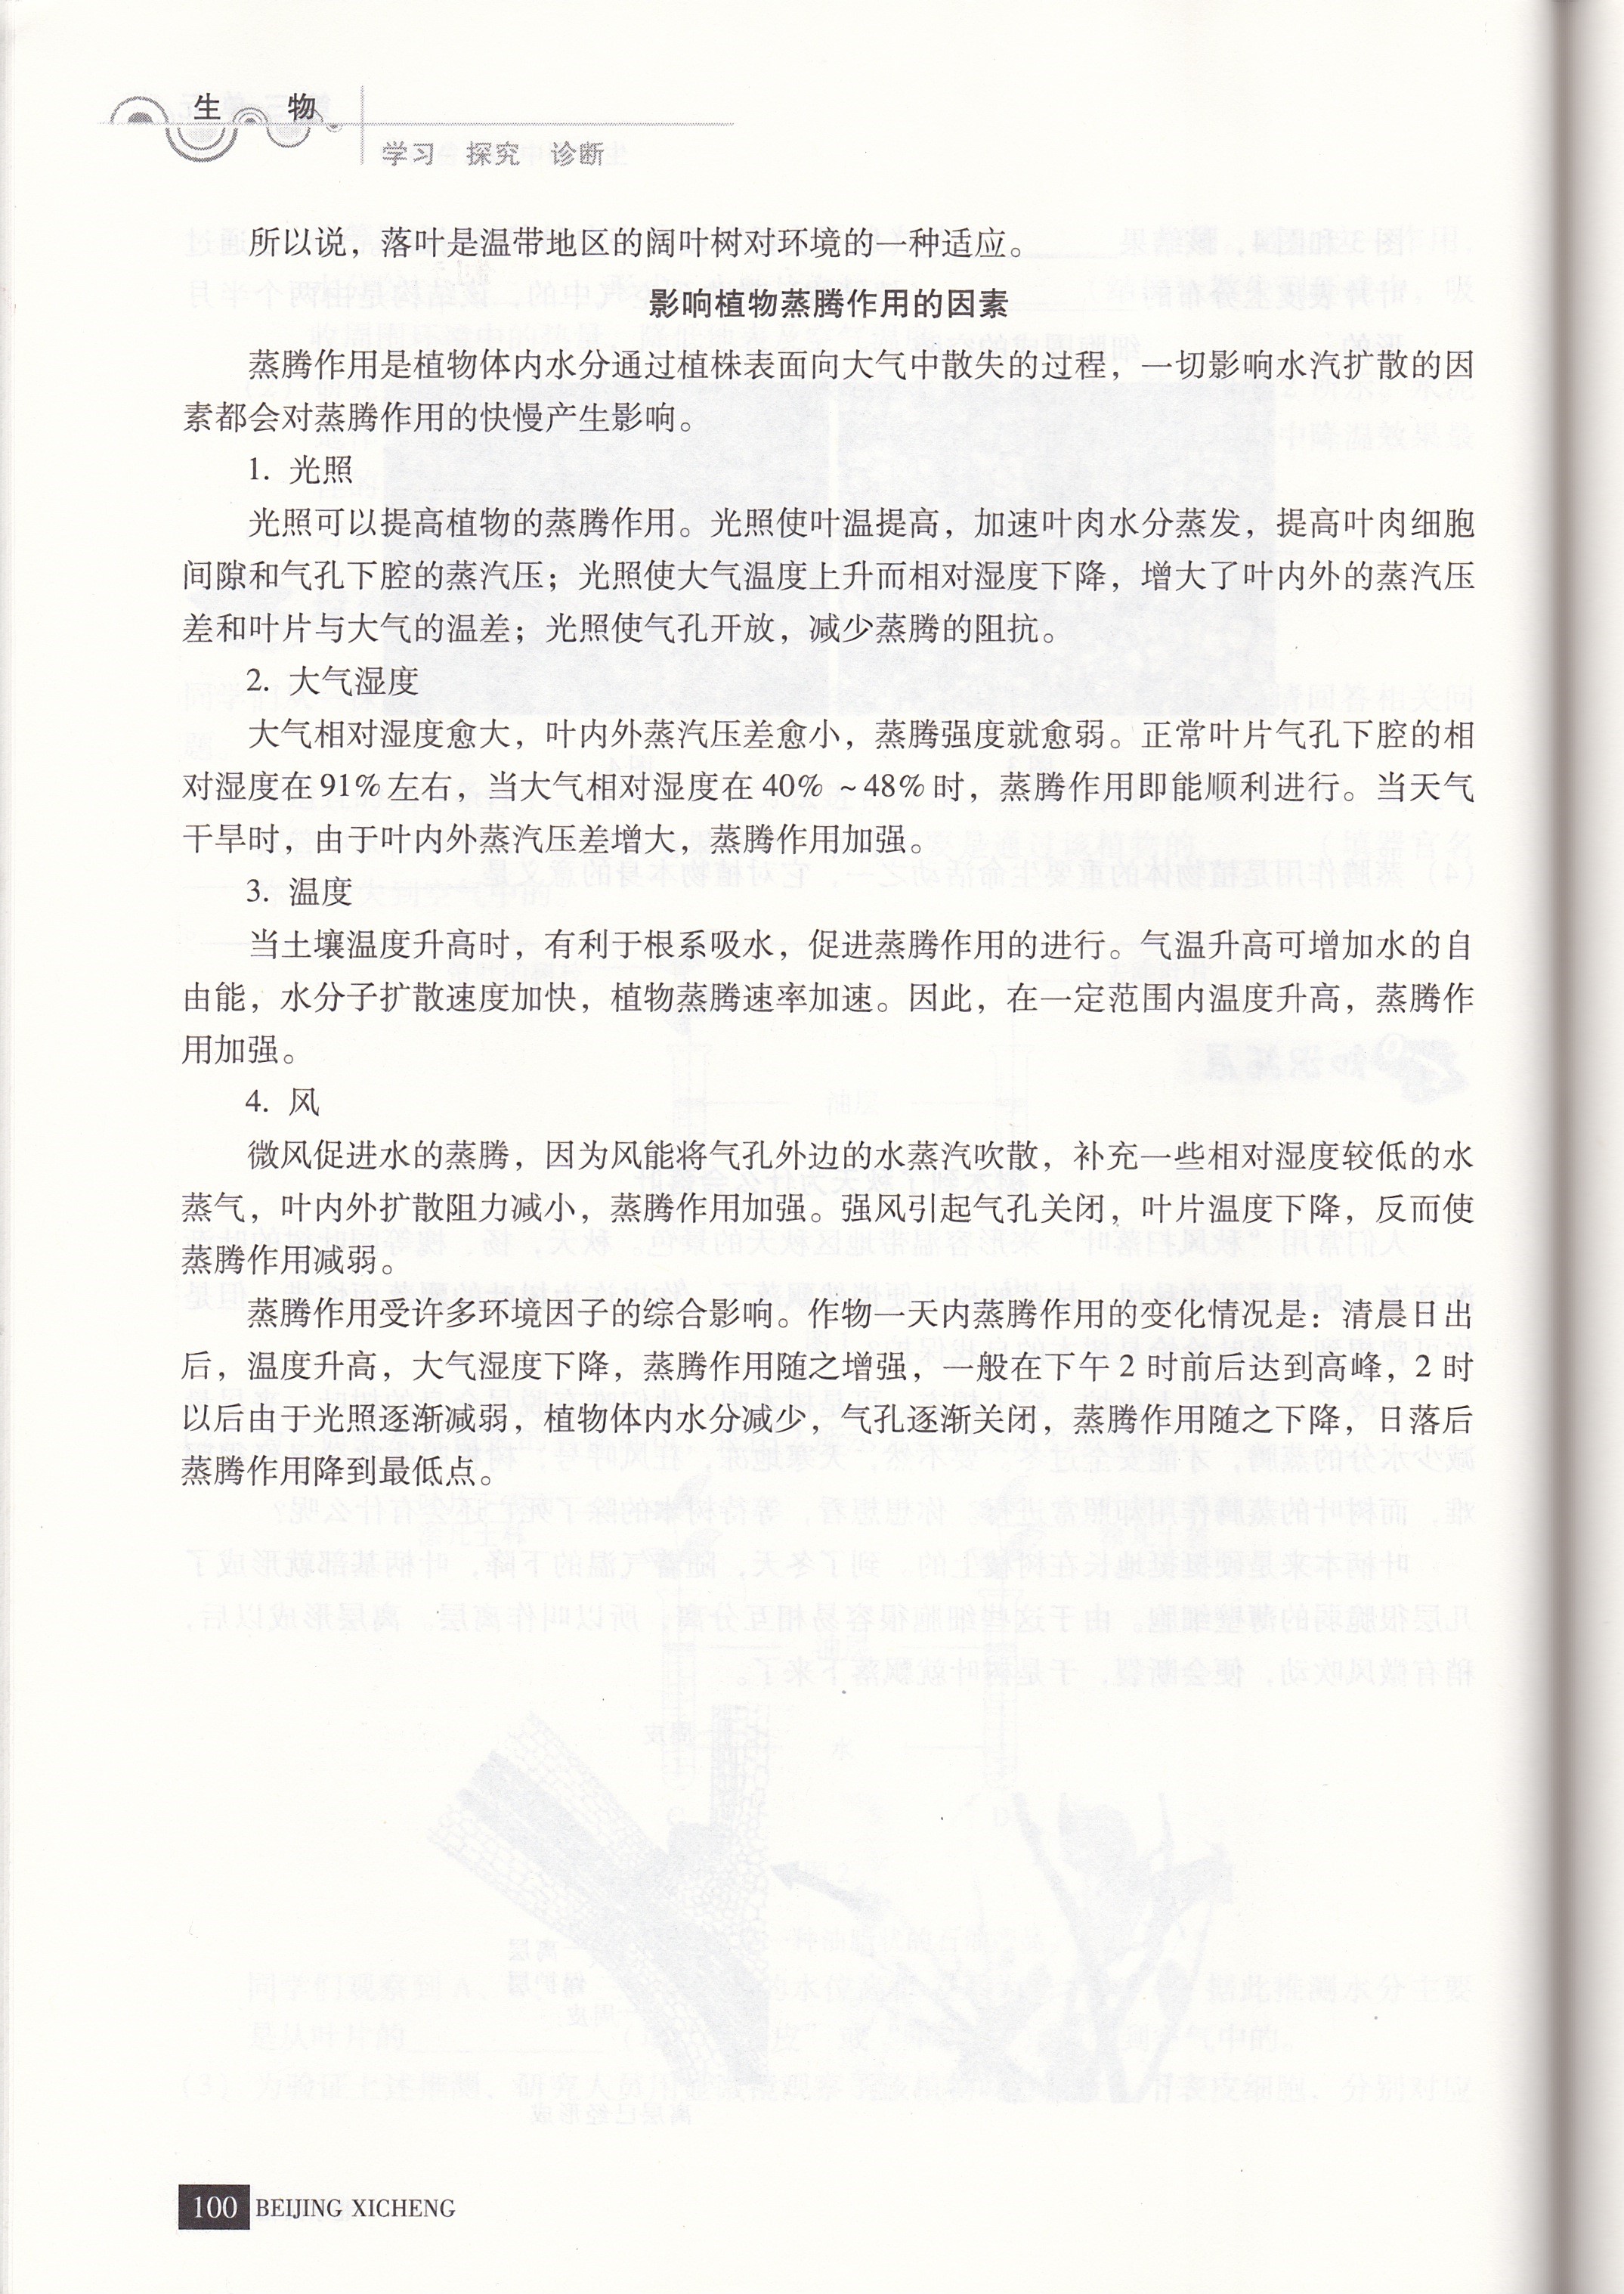 生 物
学习 探究 诊断
所以说，落叶是温带地区的阔叶树对环境的一种适应。
影响植物蒸腾作用的因素
蒸腾作用是植物体内水分通过植株表面向大气中散失的过程，一切影响水汽扩散的因
素都会对蒸腾作用的快慢产生影响。
1. 光照
光照可以提高植物的蒸腾作用。光照使叶温提高，加速叶肉水分蒸发，提高叶肉细胞
间隙和气孔下腔的蒸汽压；光照使大气温度上升而相对湿度下降，增大了叶内外的蒸汽压
差和叶片与大气的温差；光照使气孔开放，减少蒸腾的阻抗。
2. 大气湿度
大气相对湿度愈大，叶内外蒸汽压差愈小，蒸腾强度就愈弱。正常叶片气孔下腔的相
对湿度在91%左右，当大气相对湿度在40% ~48%时，蒸腾作用即能顺利进行。当天气
干旱时，由于叶内外蒸汽压差增大，蒸腾作用加强。
3. 温度
当土壤温度升高时，有利于根系吸水，促进蒸腾作用的进行。气温升高可增加水的自
由能，水分子扩散速度加快，植物蒸腾速率加速。因此，在一定范围内温度升高，蒸腾作
用加强。
4. 风
微风促进水的蒸腾，因为风能将气孔外边的水蒸汽吹散，补充一些相对湿度较低的水
蒸气，叶内外扩散阻力减小，蒸腾作用加强。强风引起气孔关闭，叶片温度下降，反而使
蒸腾作用减弱。
蒸腾作用受许多环境因子的综合影响。作物一天内蒸腾作用的变化情况是：清晨日出
后，温度升高，大气湿度下降，蒸腾作用随之增强，一般在下午2时前后达到高峰，2时
以后由于光照逐渐减弱，植物体内水分减少，气孔逐渐关闭，蒸腾作用随之下降，日落后
蒸腾作用降到最低点。
100 BEIJING XICHENG